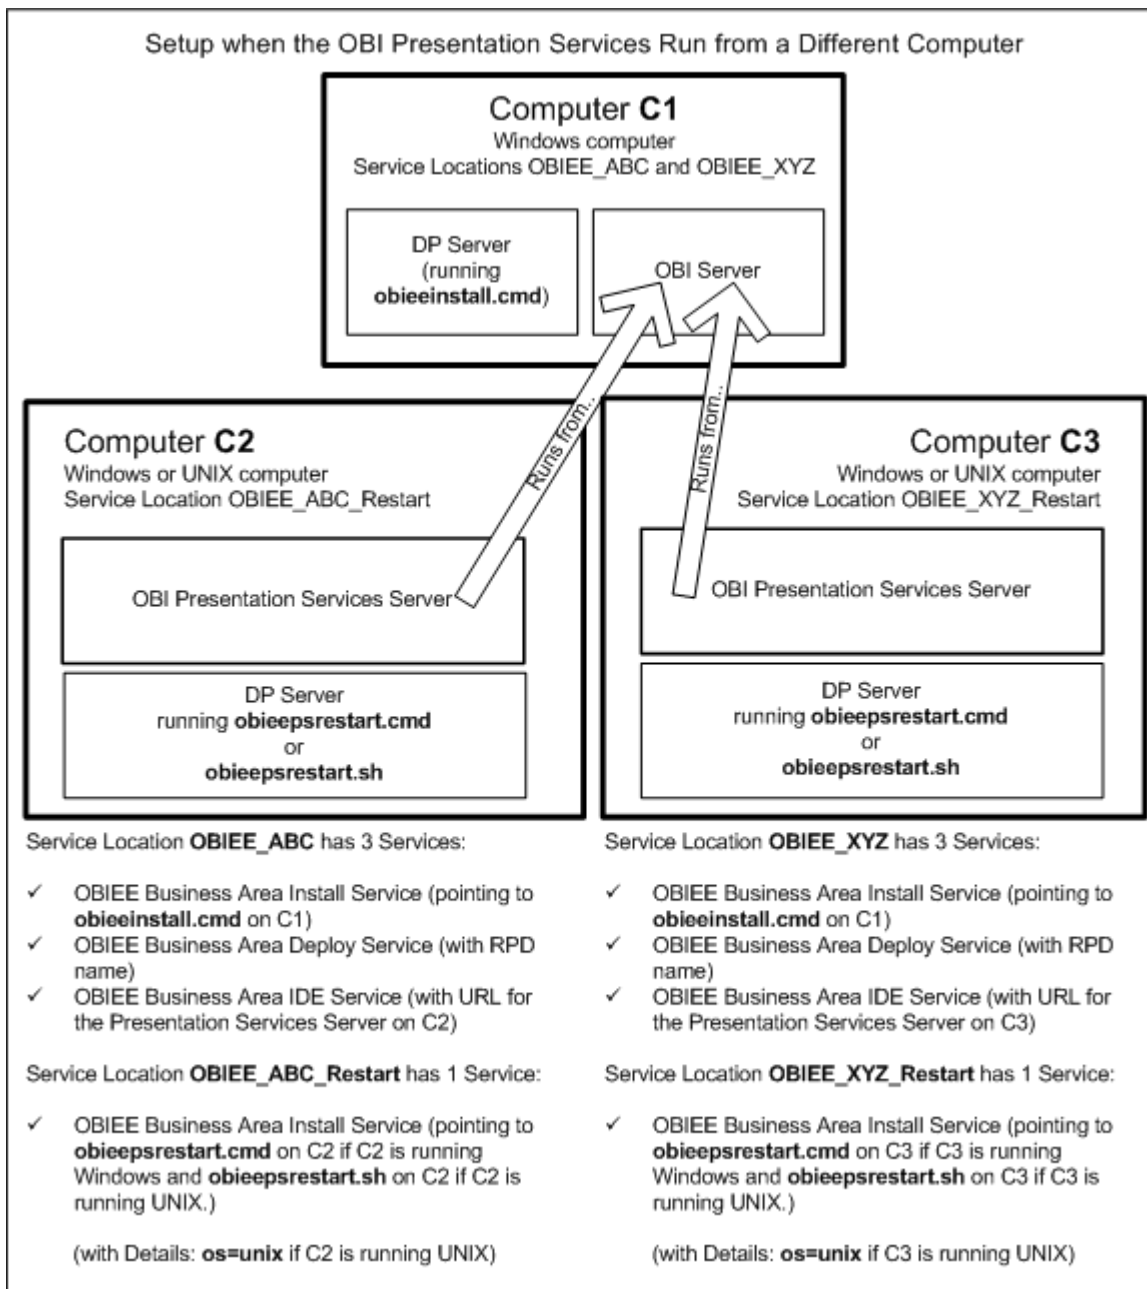 Setup when the OBI Presentation Services Run from a Different Computer
Computer C1
Windows computer
Service Locations OBIEE_ABC and OBIEE_XYZ
DP Server
(running
obieeinstall.cmd)
OBI Server
Runs from..
Runs from..
Computer C2
Windows or UNIX computer
Service Location OBIEE_ABC_Restart
OBI Presentation Services Server
DP Server
running obieepsrestart.cmd
or
obieepsrestart.sh
Computer C3
Windows or UNIX computer
Service Location OBIEE_XYZ_Restart
OBI Presentation Services Server
DP Server
running obieepsrestart.cmd
or
obieepsrestart.sh
Service Location OBIEE_ABC has 3 Services:
✓ OBIEE Business Area Install Service (pointing to
obieeinstall.cmd on C1)
✓ OBIEE Business Area Deploy Service (with RPD
name)
✓ OBIEE Business Area IDE Service (with URL for
the Presentation Services Server on C2)
Service Location OBIEE_ABC_Restart has 1 Service:
✓ OBIEE Business Area Install Service (pointing to
obieepsrestart.cmd on C2 if C2 is running
Windows and obieepsrestart.sh on C2 if C2 is
running UNIX.)
(with Details: os=unix if C2 is running UNIX)
Service Location OBIEE_XYZ has 3 Services:
✓ OBIEE Business Area Install Service (pointing to
obieeinstall.cmd on C1)
✓ OBIEE Business Area Deploy Service (with RPD
name)
✓ OBIEE Business Area IDE Service (with URL for
the Presentation Services Server on C3)
Service Location OBIEE_XYZ_Restart has 1 Service:
✓ OBIEE Business Area Install Service (pointing to
obieepsrestart.cmd on C3 if C3 is running
Windows and obieepsrestart.sh on C3 if C3 is
running UNIX.)
(with Details: os=unix if C3 is running UNIX)